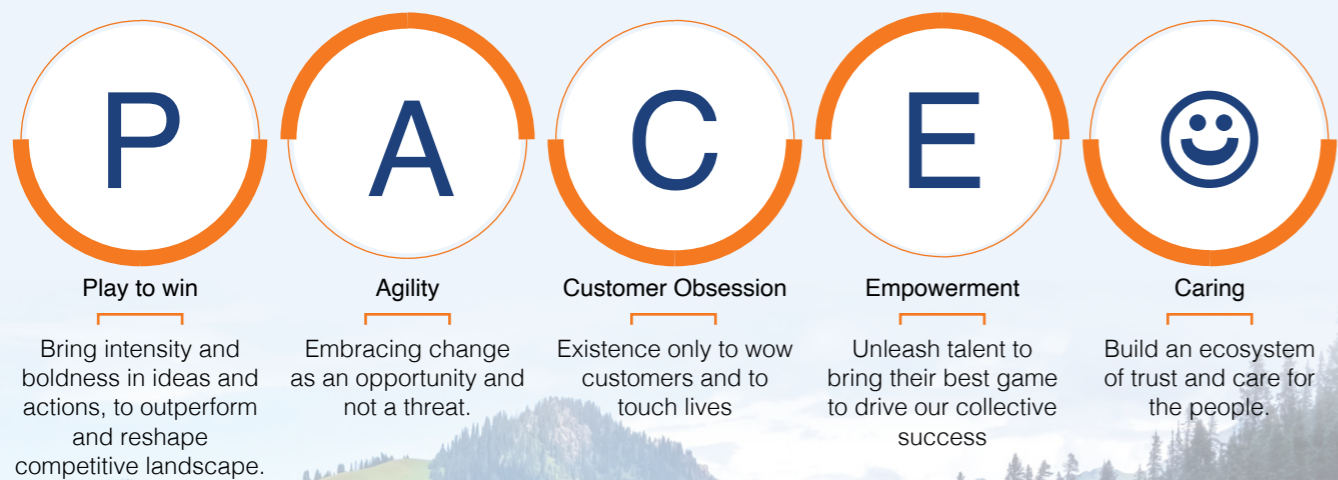 P
A
C
E
Play to win
Bring intensity and
boldness in ideas and
actions, to outperform
and reshape
competitive landscape.
Agility
Embracing change
as an opportunity and
not a threat.
Customer Obsession
Existence only to wow
customers and to
touch lives
Empowerment
Unleash talent to
bring their best game
to drive our collective
success
Caring
Build an ecosystem
of trust and care for
the people.